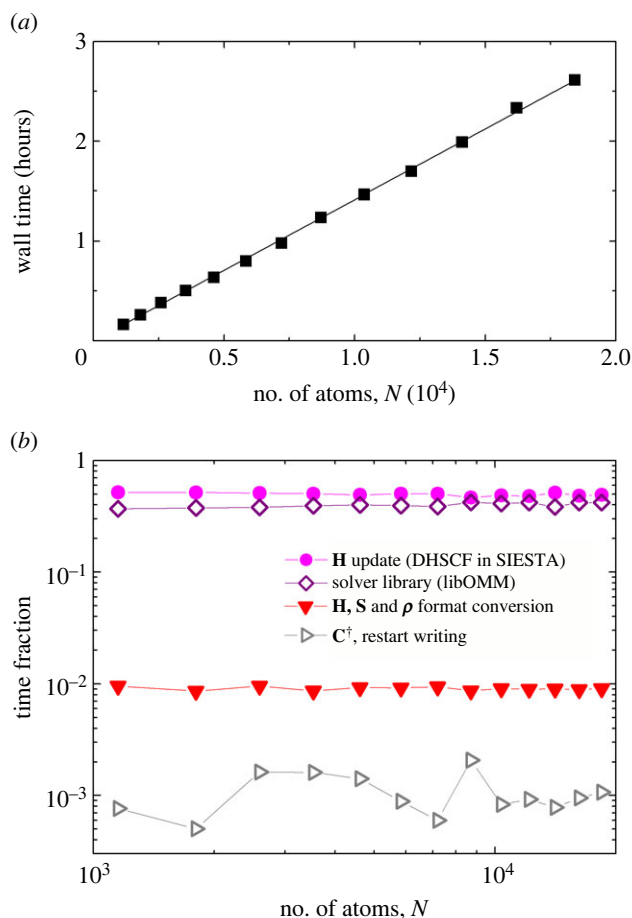 (a)
3
2
1
wall time (hours)
0
0.5
1.0
1.5
2.0
no. of atoms, N (10⁴)
(b)
1
10⁻¹
10⁻²
10⁻³
time fraction
H update (DHSCF in SIESTA)
solver library (libOMM)
H, S and ρ format conversion
C†, restart writing
10³
10⁴
no. of atoms, N